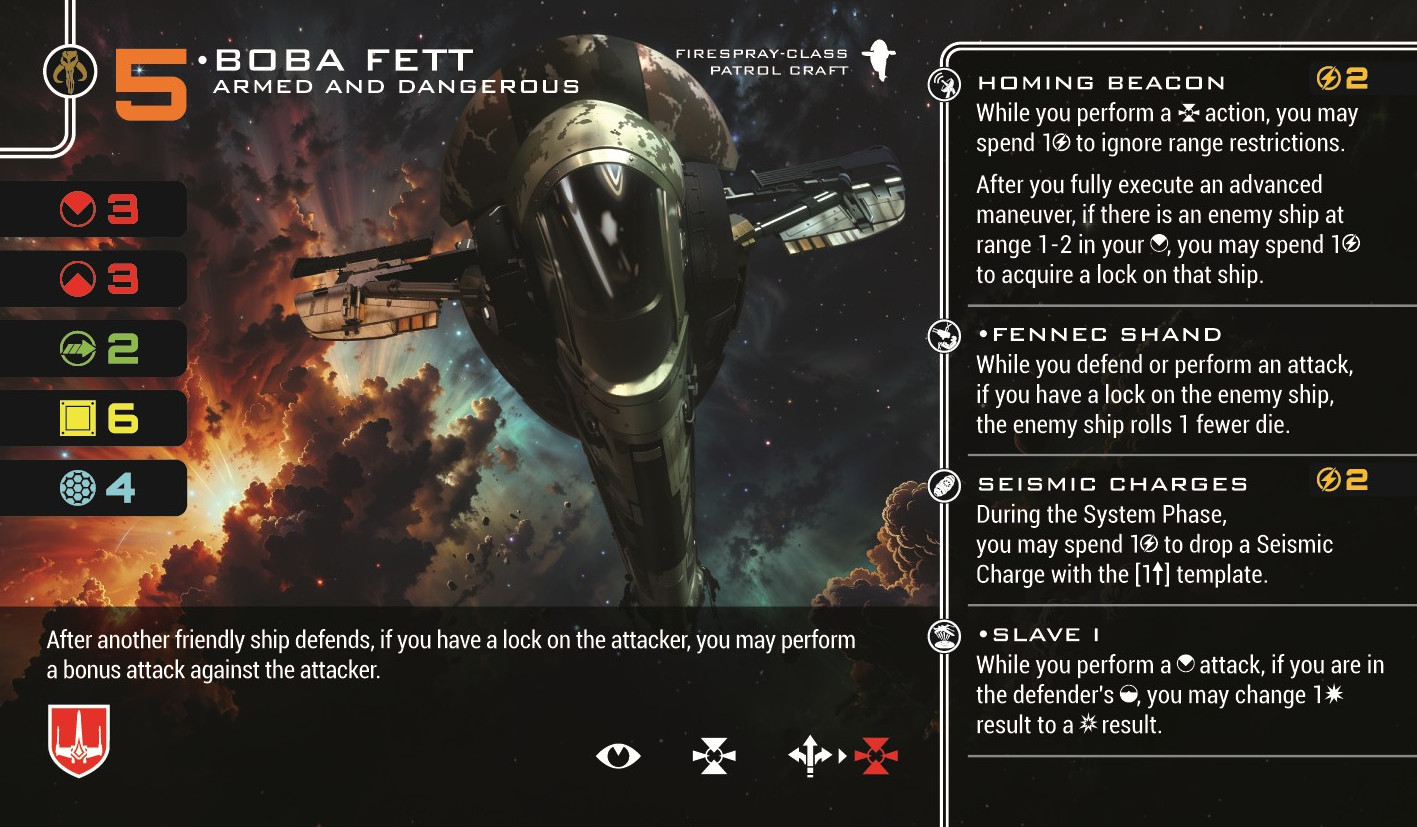 5
•BOBA FETT
ARMED AND DANGEROUS
FIRESPRAY-CLASS
PATROL CRAFT
3
3
2
6
4
After another friendly ship defends, if you have a lock on the attacker, you may perform
a bonus attack against the attacker.
HOMING BEACON 2
While you perform a action, you may
spend 1 to ignore range restrictions.
After you fully execute an advanced
maneuver, if there is an enemy ship at
range 1-2 in your , you may spend 1
to acquire a lock on that ship.
•FENNEC SHAND
While you defend or perform an attack,
if you have a lock on the enemy ship,
the enemy ship rolls 1 fewer die.
SEISMIC CHARGES 2
During the System Phase,
you may spend 1 to drop a Seismic
Charge with the [1↑] template.
•SLAVE I
While you perform a attack, if you are in
the defender's , you may change 1
result to a result.